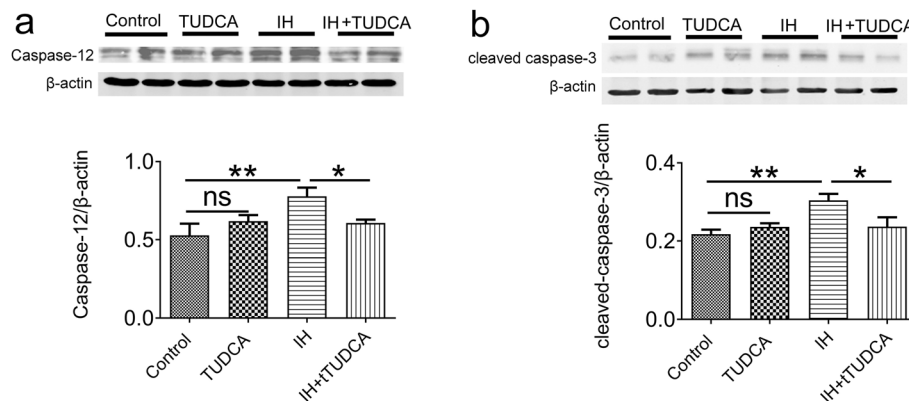 a
Control TUDCA IH IH+TUDCA
Caspase-12
β-actin
Caspase-12/β-actin
1.0
0.5
0.0
** *
ns
Control TUDCA IH IH+tTUDCA
b
Control TUDCA IH IH+TUDCA
cleaved caspase-3
β-actin
cleaved-caspase-3/β-actin
0.4
0.2
0.0
** *
ns
Control TUDCA IH IH+tTUDCA